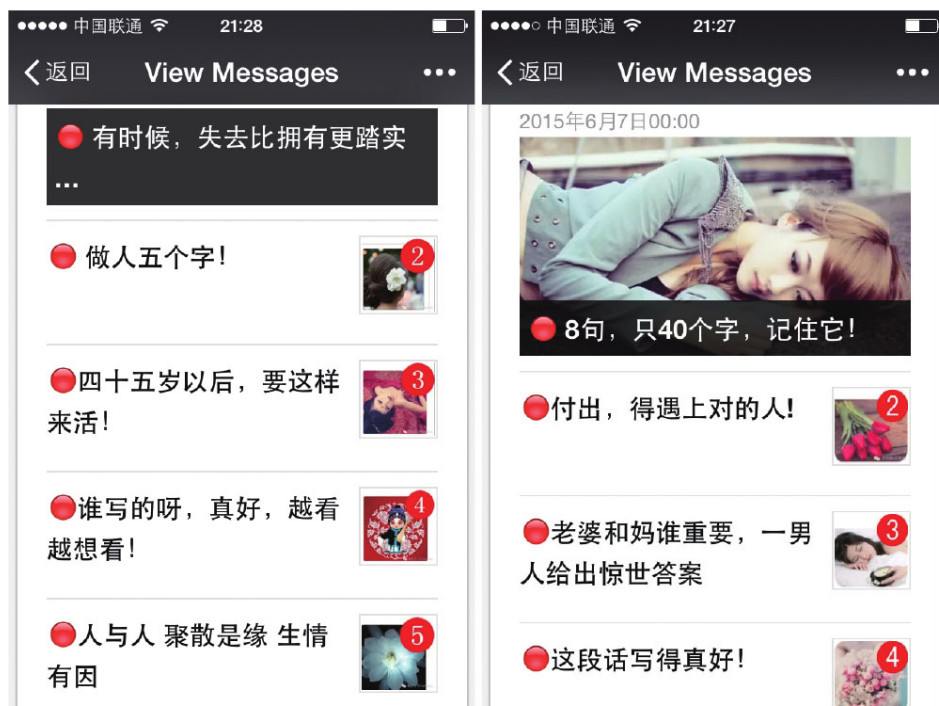 中国联通 21:28
返回 View Messages
有时候，失去比拥有更踏实
...
做人五个字！
2
四十五岁以后，要这样
来活！
3
谁写的呀，真好，越看
越想看！
4
人与人 聚散是缘 生情
有因
5
中国联通 21:27
返回 View Messages
2015年6月7日00:00
8句，只40个字，记住它！
付出，得遇上对的人!
2
老婆和妈谁重要，一男
人给出惊世答案
3
这段话写得真好！
4